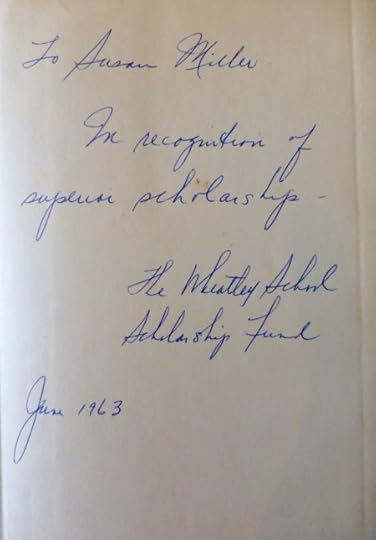 To Susan Miller
In recognition of
superior scholarship -
The Wheatley School
Scholarship Fund
June 1963